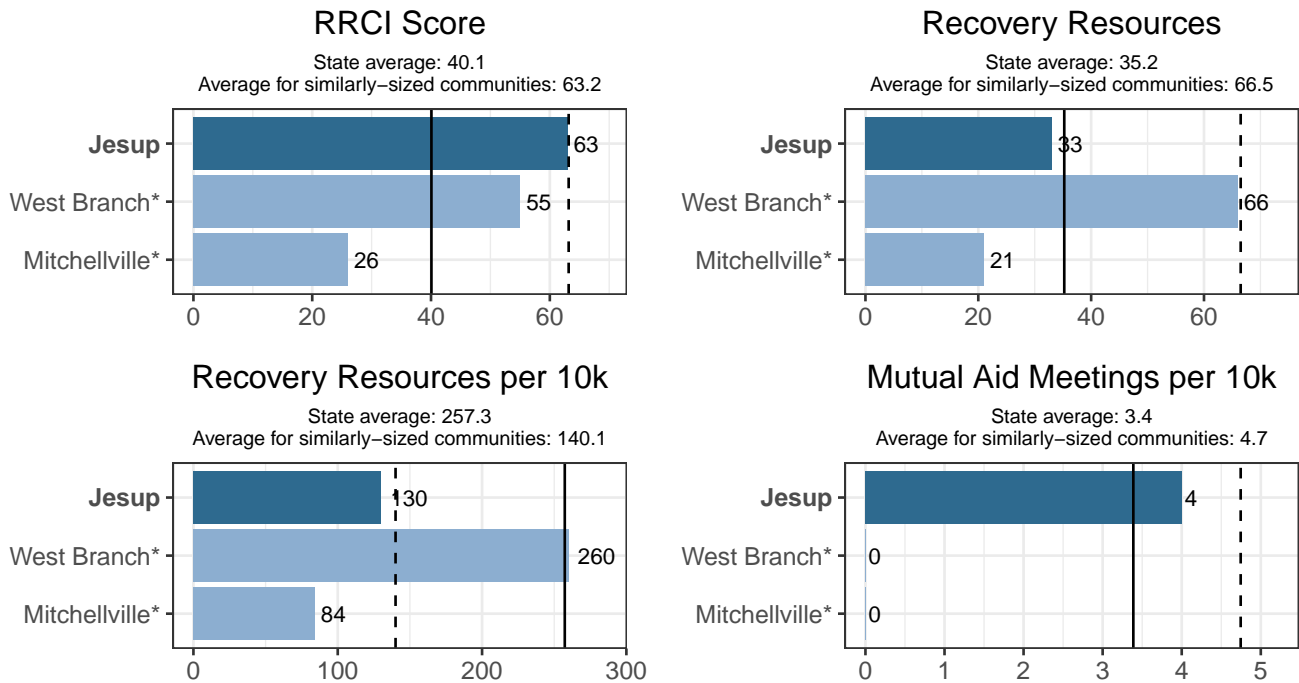 RRCI Score
State average: 40.1
Average for similarly−sized communities: 63.2
Jesup
63
West Branch*
55
Mitchellville*
26
0 20 40 60
Recovery Resources
State average: 35.2
Average for similarly−sized communities: 66.5
Jesup
33
West Branch*
66
Mitchellville*
21
0 20 40 60
Recovery Resources per 10k
State average: 257.3
Average for similarly−sized communities: 140.1
Jesup
130
West Branch*
260
Mitchellville*
84
0 100 200 300
Mutual Aid Meetings per 10k
State average: 3.4
Average for similarly−sized communities: 4.7
Jesup
4
West Branch*
0
Mitchellville*
0
0 1 2 3 4 5